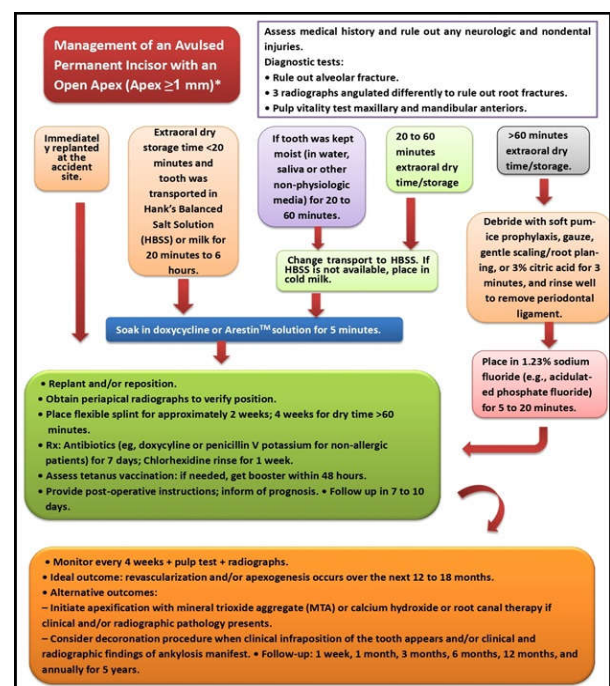 Management of an Avulsed
Permanent Incisor with an
Open Apex (Apex ≥1 mm)*
Assess medical history and rule out any neurologic and nondental
injuries.
Diagnostic tests:
• Rule out alveolar fracture.
• 3 radiographs angulated differently to rule out root fractures.
• Pulp vitality test maxillary and mandibular anteriors.
Immediatel
y replanted
at the
accident
site.
Extraoral dry
storage time <20
minutes and
tooth was
transported in
Hank's Balanced
Salt Solution
(HBSS) or milk for
20 minutes to 6
hours.
If tooth was kept
moist (in water,
saliva or other
non-physiologic
media) for 20 to
60 minutes.
20 to 60
minutes
extraoral dry
time/storage
>60 minutes
extraoral dry
time/storage.
Change transport to HBSS. If
HBSS is not available, place in
cold milk.
Debride with soft pum-
ice prophylaxis, gauze,
gentle scaling/root plan-
ing, or 3% citric acid for 3
minutes, and rinse well
to remove periodontal
ligament.
Soak in doxycycline or Arestin™ solution for 5 minutes.
Place in 1.23% sodium
fluoride (e.g., acidulat-
ed phosphate fluoride)
for 5 to 20 minutes.
• Replant and/or reposition.
• Obtain periapical radiographs to verify position.
• Place flexible splint for approximately 2 weeks; 4 weeks for dry time >60
minutes.
• Rx: Antibiotics (eg, doxycyline or penicillin V potassium for non-allergic
patients) for 7 days; Chlorhexidine rinse for 1 week.
• Assess tetanus vaccination: if needed, get booster within 48 hours.
• Provide post-operative instructions; inform of prognosis. • Follow up in 7 to 10
days.
• Monitor every 4 weeks + pulp test + radiographs.
• Ideal outcome: revascularization and/or apexogenesis occurs over the next 12 to 18 months.
• Alternative outcomes:
– Initiate apexification with mineral trioxide aggregate (MTA) or calcium hydroxide or root canal therapy if
clinical and/or radiographic pathology presents.
– Consider decoronation procedure when clinical infraposition of the tooth appears and/or clinical and
radiographic findings of ankylosis manifest. • Follow-up: 1 week, 1 month, 3 months, 6 months, 12 months, and
annually for 5 years.